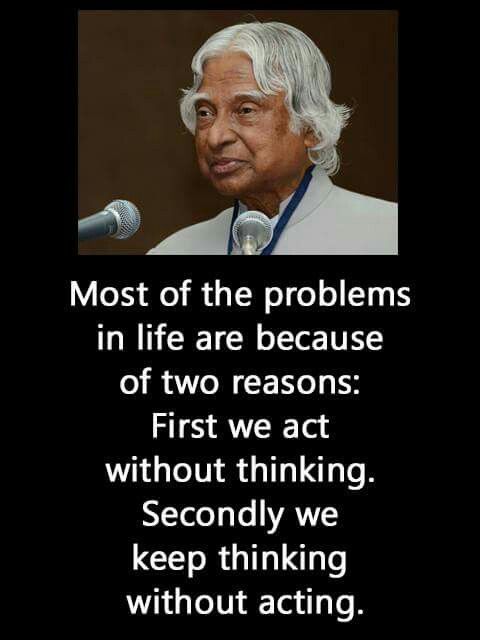 Most of the problems
in life are because
of two reasons:
First we act
without thinking.
Secondly we
keep thinking
without acting.